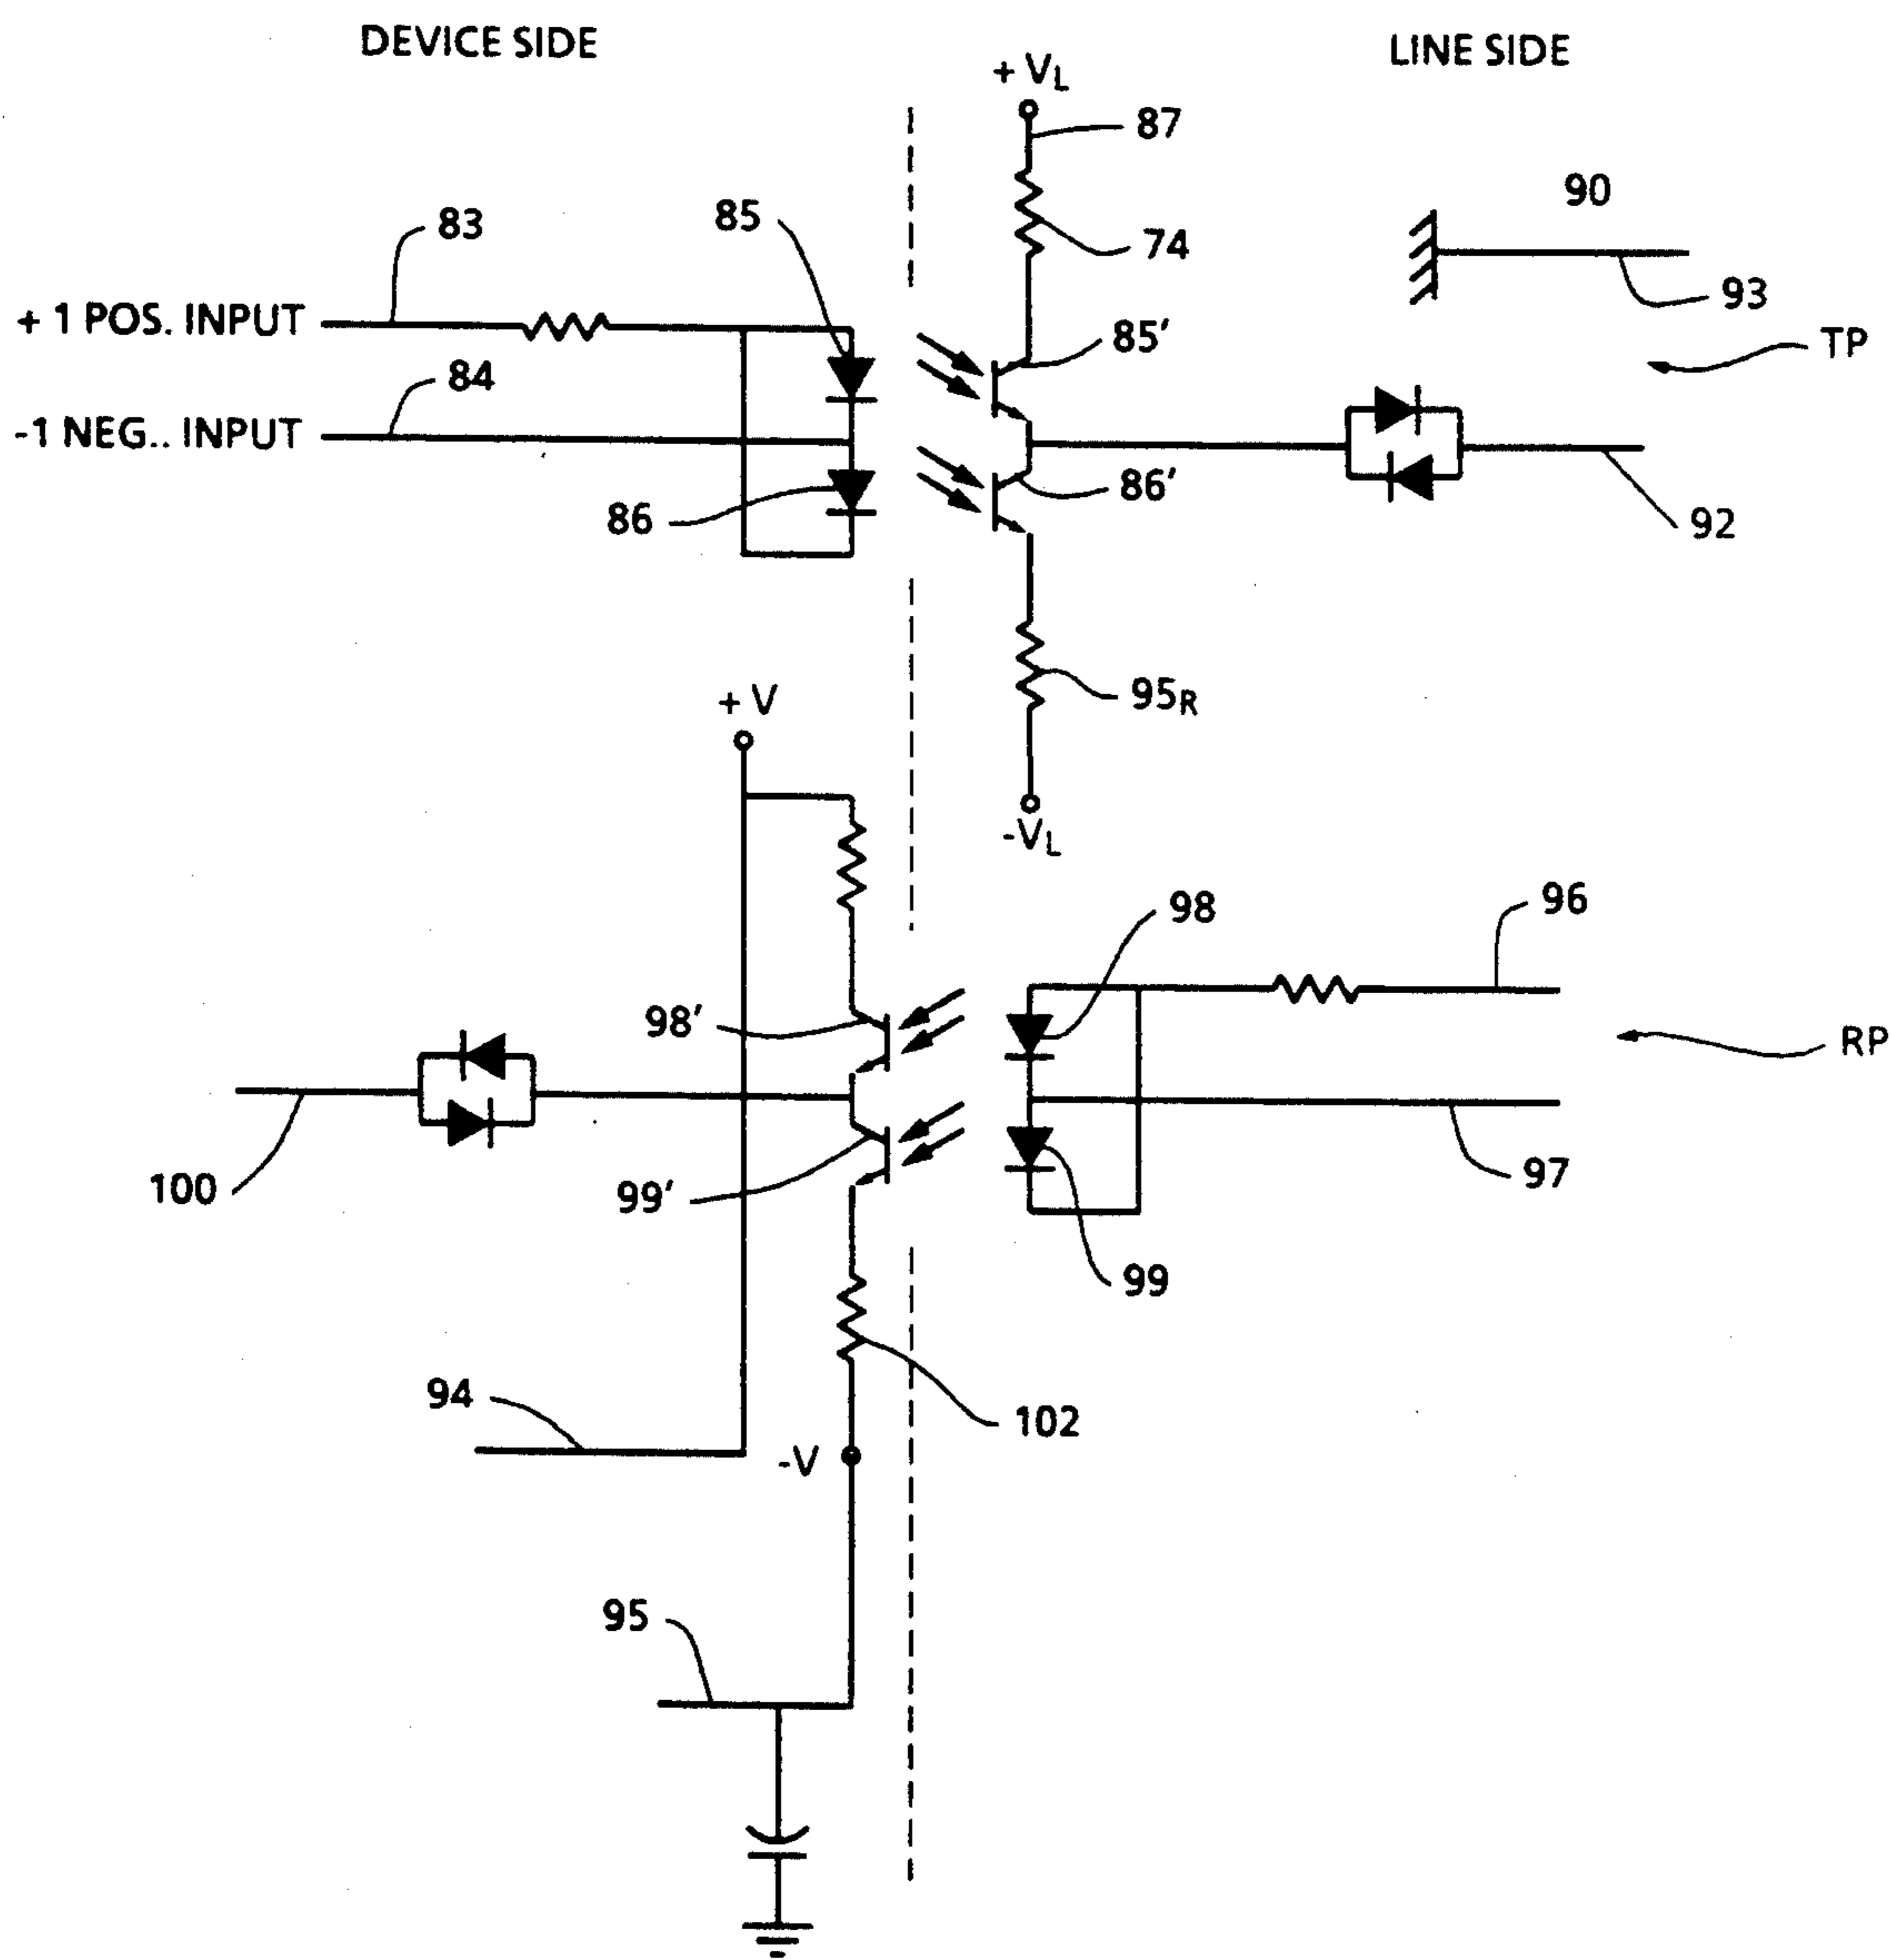 DEVICE SIDE
LINE SIDE
+ VL
87
90
83
85
74
93
+ 1 POS. INPUT
85′
TP
84
-1 NEG.. INPUT
86′
86
92
+ V
95R
-VL
98
96
98′
RP
100
99′
97
99
94
102
-V
95